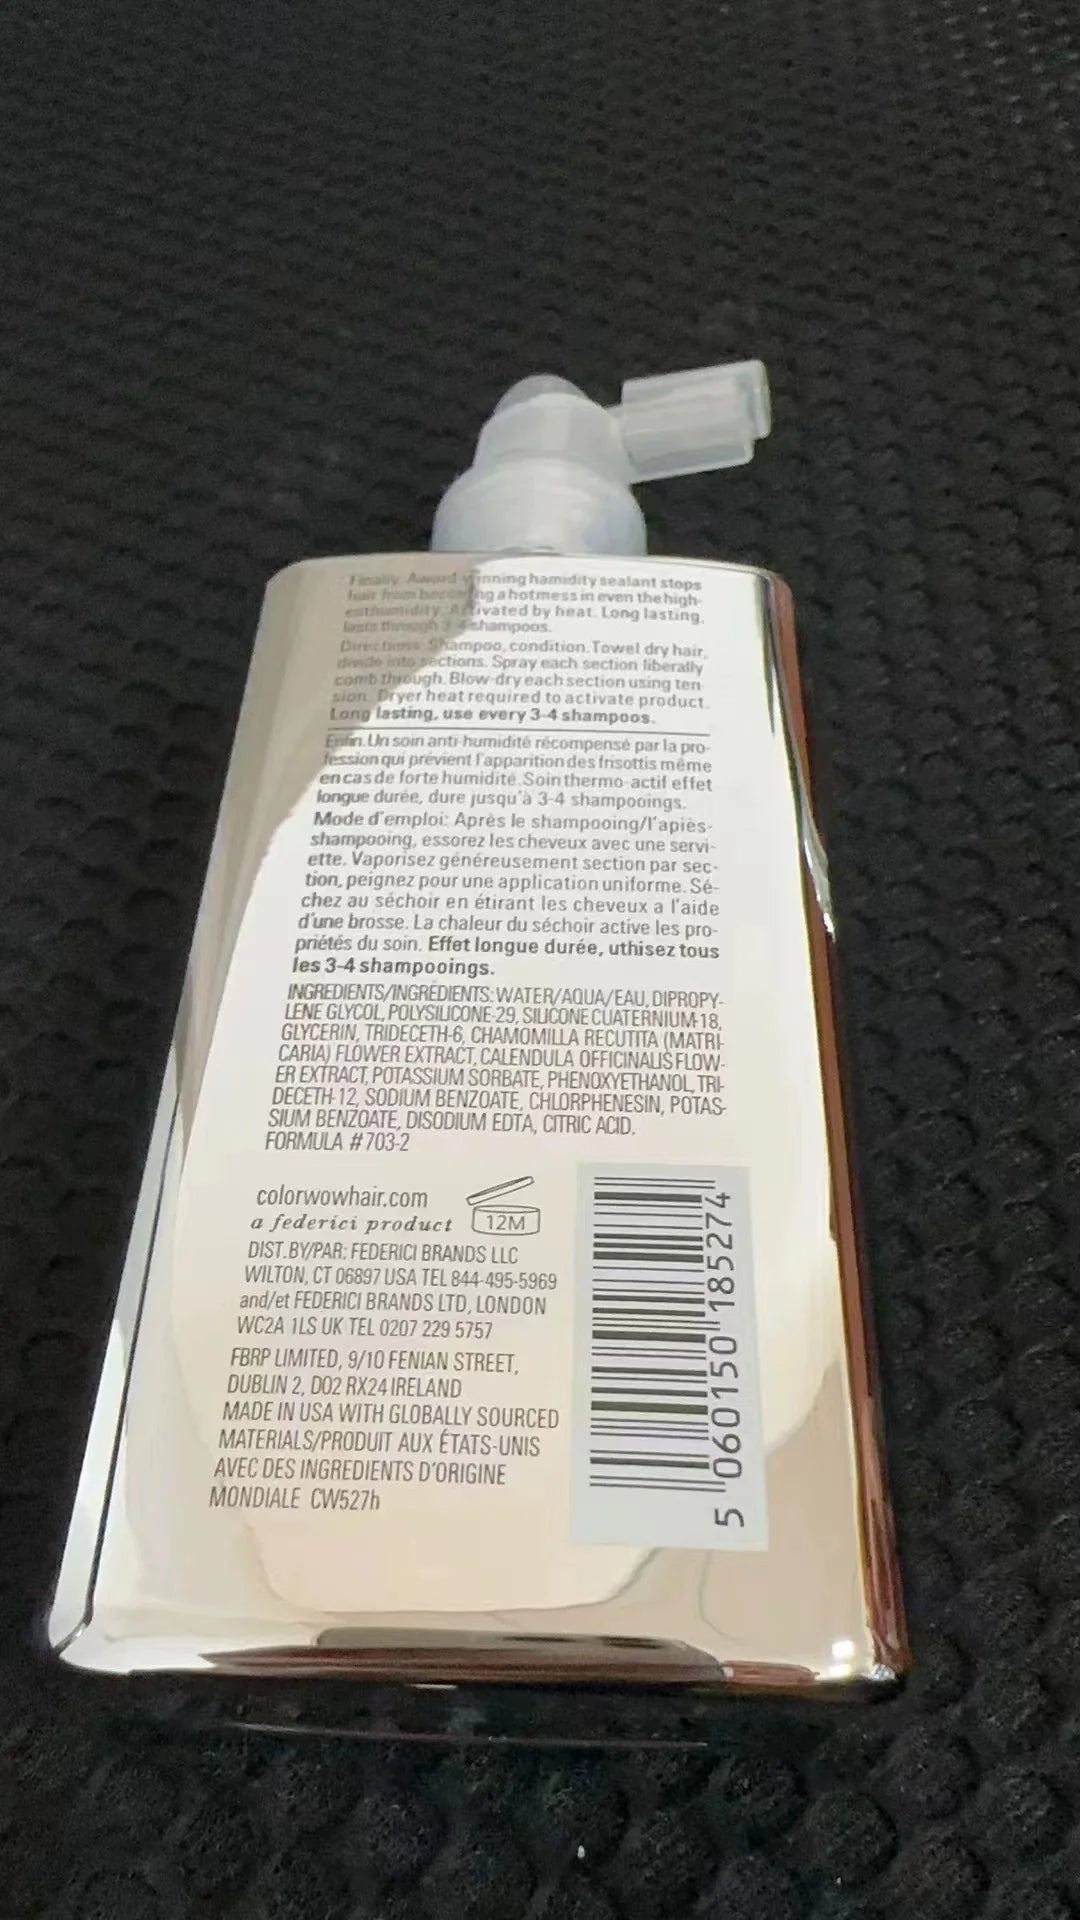 Finally. Award winning hamidity sealant stops
hair from becoming a hotmess in even the high-
esthumidity. Activated by heat. Long lasting,
lasts through 3-4 shampoos.
Directions: Shampoo, condition. Towel dry hair,
divide into sections. Spray each section liberally
comb through. Blow-dry each section using ten-
sion. Dryer heat required to activate product.
Long lasting, use every 3-4 shampoos.
Enfin. Un soin anti-humidité récompensé par la pro-
fession qui prévient l'apparition des frisottis même
en cas de forte humidité. Soin thermo-actif effet
longue durée, dure jusqu'à 3-4 shampooings.
Mode d'emploi: Après le shampooing/l'apiès-
shampooing, essorez les cheveux avec une servi-
ette. Vaporisez généreusement section par sec-
tion, peignez pour une application uniforme. Sé-
chez au séchoir en étirant les cheveux a l'aide
d'une brosse. La chaleur du séchoir active les pro-
priétés du soin. Effet longue durée, uthisez tous
les 3-4 shampooings.
INGREDIENTS/INGRÉDIENTS: WATER/AQUA/EAU, DIPROPY-
LENE GLYCOL, POLYSILICONE-29, SILICONE CUATERNIUM-18,
GLYCERIN, TRIDECETH-6, CHAMOMILLA RECUTITA (MATRI-
CARIA) FLOWER EXTRACT, CALENDULA OFFICINALIS FLOW-
ER EXTRACT, POTASSIUM SORBATE, PHENOXYETHANOL, TRI-
DECETH-12, SODIUM BENZOATE, CHLORPHENESIN, POTAS-
SIUM BENZOATE, DISODIUM EDTA, CITRIC ACID.
FORMULA #703-2
colorwowhair.com
a federici product
12M
DIST.BY/PAR: FEDERICI BRANDS LLC
WILTON, CT 06897 USA TEL 844-495-5969
and/et FEDERICI BRANDS LTD, LONDON
WC2A 1LS UK TEL 0207 229 5757
FBRP LIMITED, 9/10 FENIAN STREET,
DUBLIN 2, D02 RX24 IRELAND
MADE IN USA WITH GLOBALLY SOURCED
MATERIALS/PRODUIT AUX ÉTATS-UNIS
AVEC DES INGREDIENTS D'ORIGINE
MONDIALE CW527h
5 060150 185274